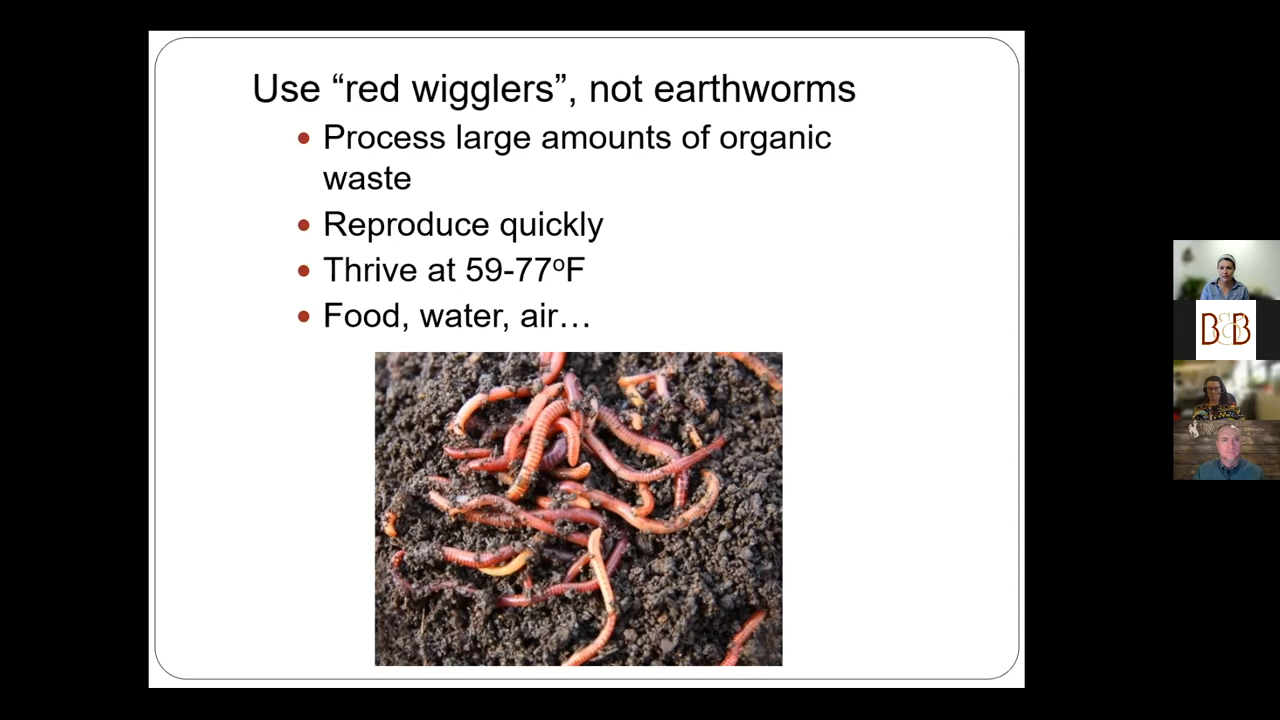 Use “red wigglers”, not earthworms
• Process large amounts of organic
waste
• Reproduce quickly
• Thrive at 59-77ºF
• Food, water, air…
B&B